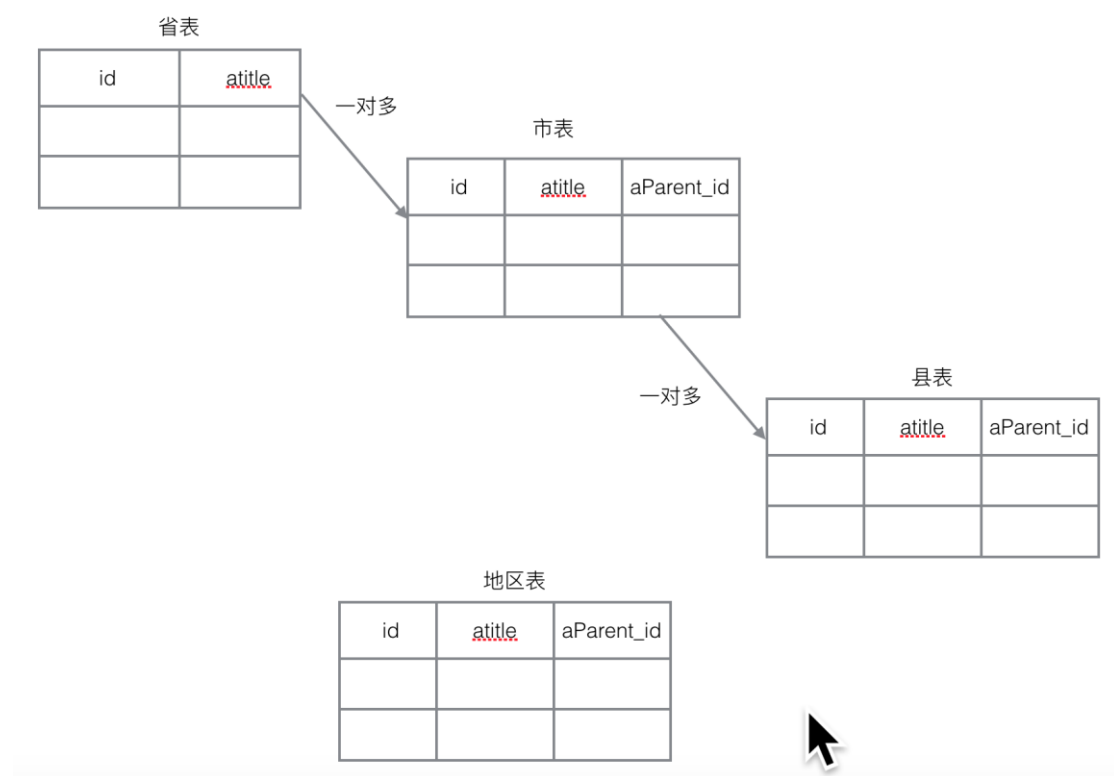 省表
id atitle
一对多
市表
id atitle aParent_id
一对多
县表
id atitle aParent_id
地区表
id atitle aParent_id